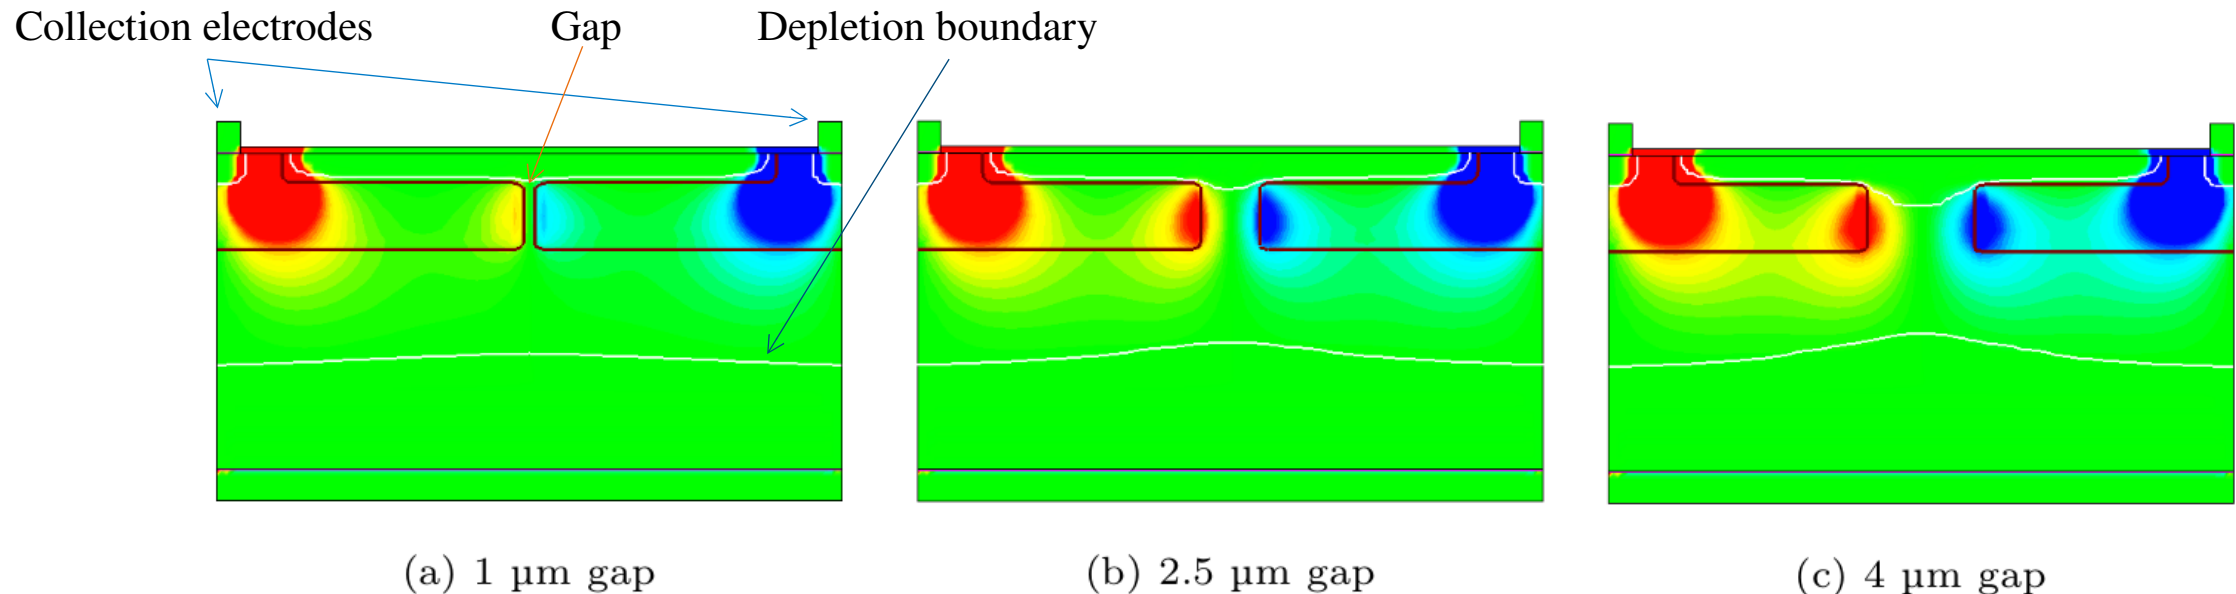 Collection electrodes Gap Depletion boundary
(a) 1 µm gap (b) 2.5 µm gap (c) 4 µm gap